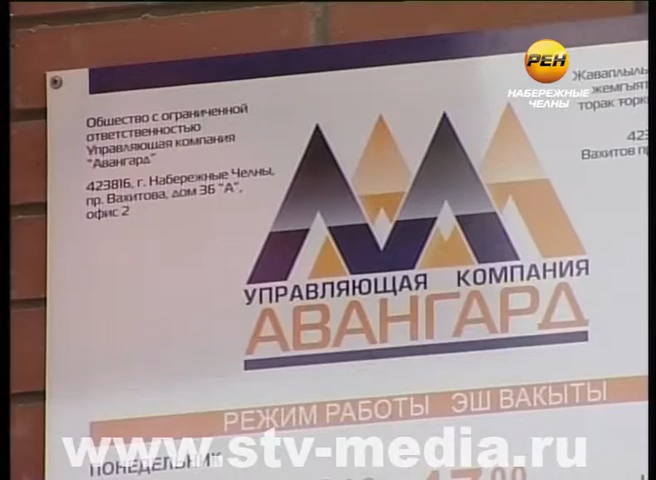 РЕН
НАБЕРЕЖНЫЕ
ЧЕЛНЫ
Общество с ограниченной
ответственностью
Управляющая компания
"Авангард"
423816, г. Набережные Челны,
пр. Вахитова, дом 36 "А",
офис 2
Вахитов
УПРАВЛЯЮЩАЯ КОМПАНИЯ
АВАНГАРД
РЕЖИМ РАБОТЫ ЭШ ВАКЫТЫ
www.stv-media.ru
ПОНЕДЕЛЬНИК